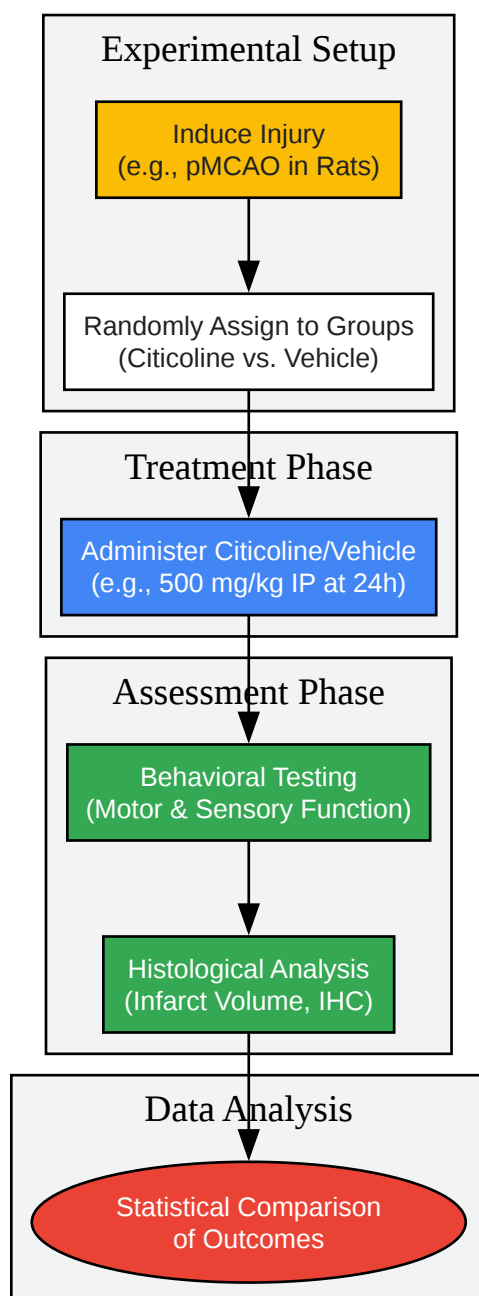 Experimental Setup
Induce Injury
(e.g., pMCAO in Rats)
Randomly Assign to Groups
(Citicoline vs. Vehicle)
Treatment Phase
Administer Citicoline/Vehicle
(e.g., 500 mg/kg IP at 24h)
Assessment Phase
Behavioral Testing
(Motor & Sensory Function)
Histological Analysis
(Infarct Volume, IHC)
Data Analysis
Statistical Comparison
of Outcomes